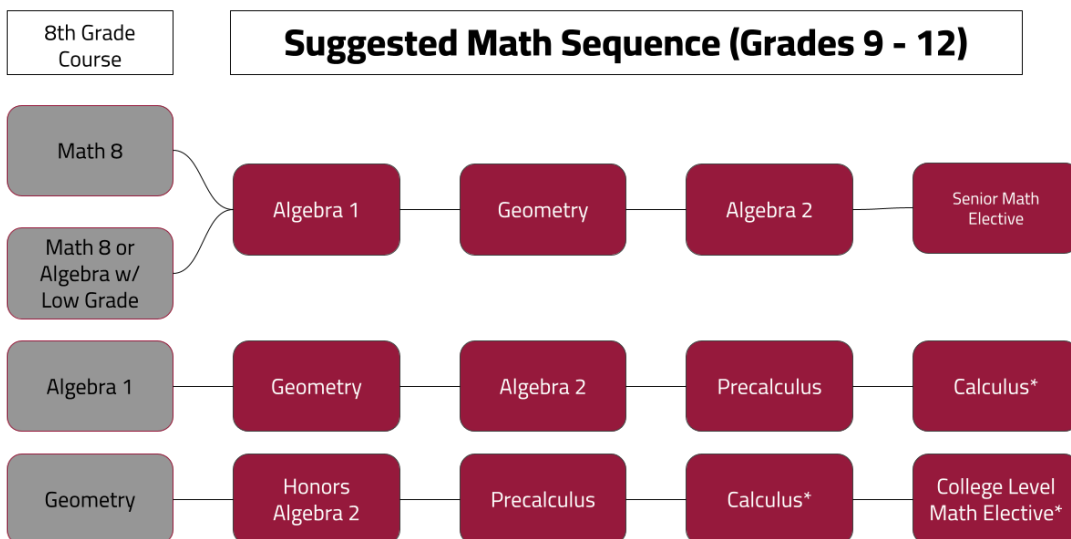 8th Grade
Course
Suggested Math Sequence (Grades 9 - 12)
Math 8
Math 8 or
Algebra w/
Low Grade
Algebra 1
Geometry
Algebra 2
Senior Math
Elective
Algebra 1
Geometry
Algebra 2
Precalculus
Calculus*
Geometry
Honors
Algebra 2
Precalculus
Calculus*
College Level
Math Elective*